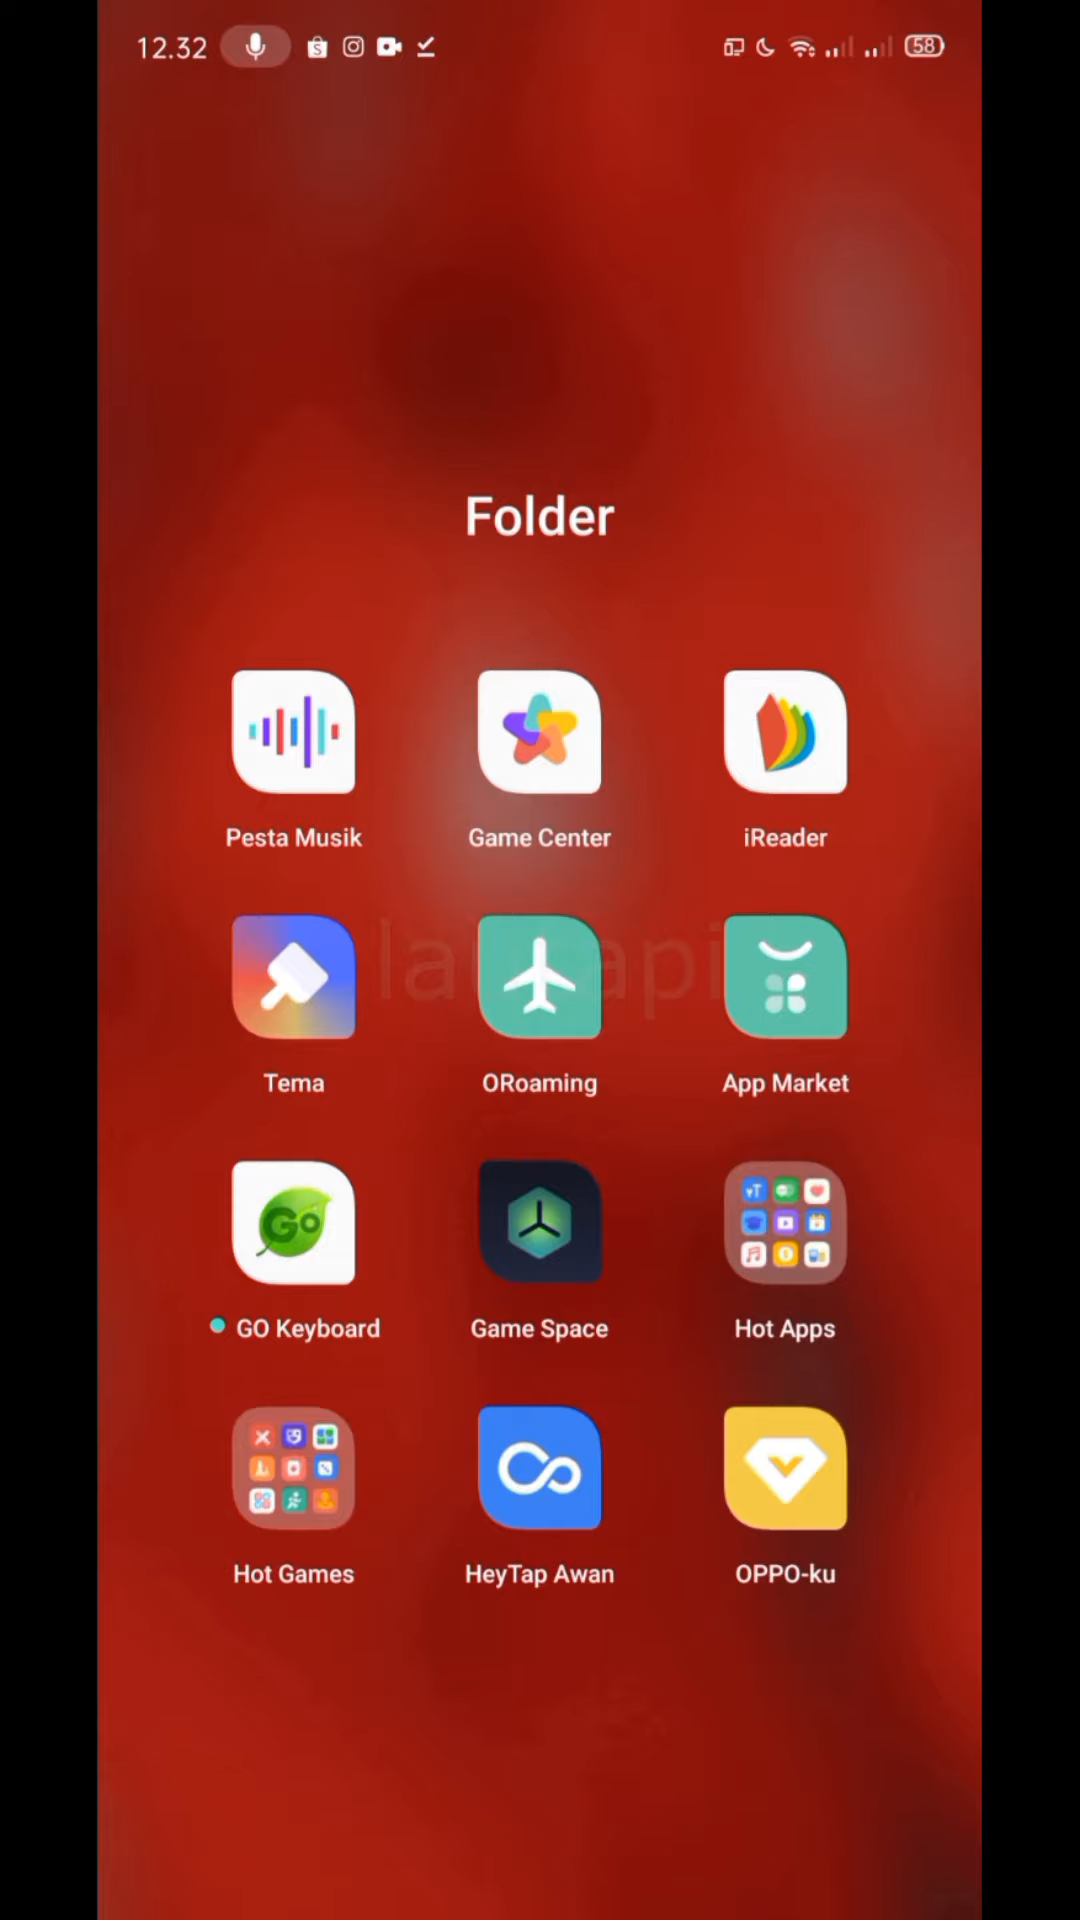 12.32
58
Folder
Pesta Musik
Game Center
iReader
Tema
ORoaming
App Market
GO
GO Keyboard
Game Space
Hot Apps
Hot Games
HeyTap Awan
OPPO-ku